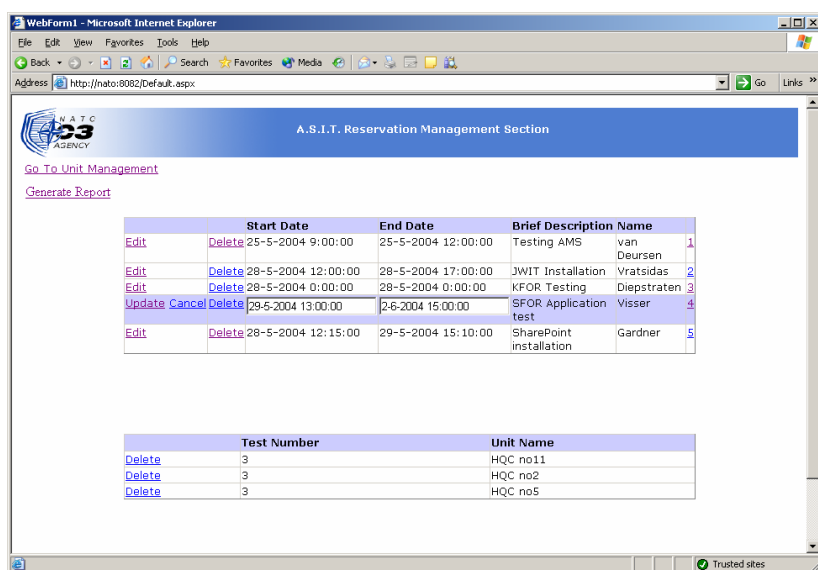 WebForm1 - Microsoft Internet Explorer
File Edit View Favorites Tools Help
Back Search Favorites Media
Address http://nato:8082/Default.aspx Go Links »
NATO
C3
AGENCY
A.S.I.T. Reservation Management Section
Go To Unit Management
Generate Report
Start Date End Date Brief Description Name
Edit Delete 25-5-2004 9:00:00 25-5-2004 12:00:00 Testing AMS van Deursen 1
Edit Delete 28-5-2004 12:00:00 28-5-2004 17:00:00 JWIT Installation Vratsidas 2
Edit Delete 28-5-2004 0:00:00 28-5-2004 0:00:00 KFOR Testing Diepstraten 3
Update Cancel Delete 29-5-2004 13:00:00 2-6-2004 15:00:00 SFOR Application test Visser 4
Edit Delete 28-5-2004 12:15:00 29-5-2004 15:10:00 SharePoint installation Gardner 5
Test Number Unit Name
Delete 3 HQC no11
Delete 3 HQC no2
Delete 3 HQC no5
Trusted sites